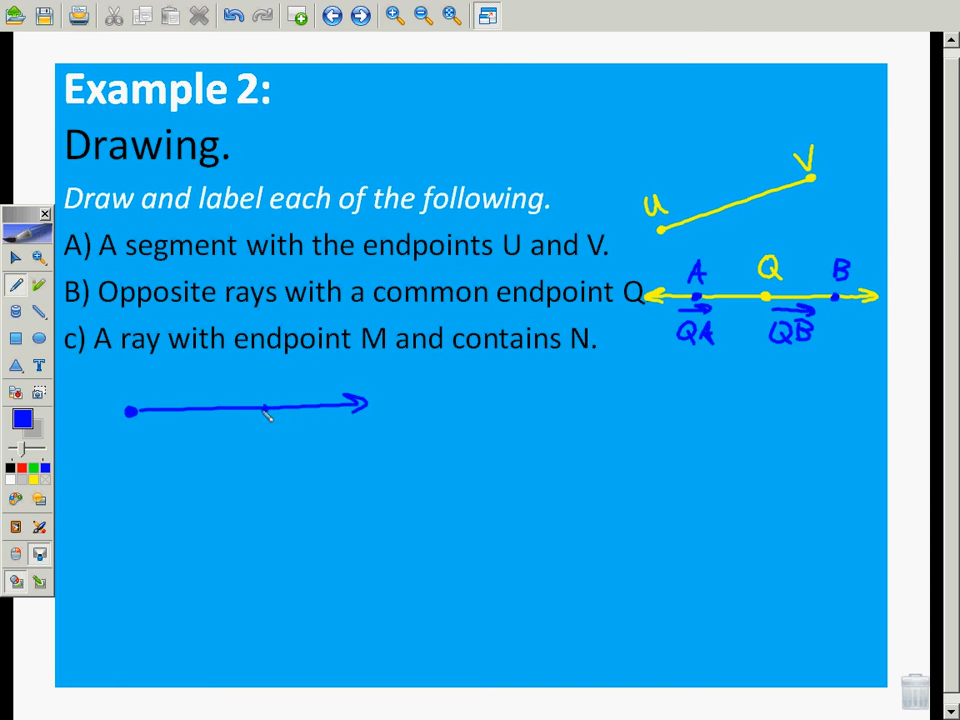 Example 2:
Drawing.
Draw and label each of the following.
A) A segment with the endpoints U and V.
B) Opposite rays with a common endpoint Q
c) A ray with endpoint M and contains N.
V
U
A Q B
QA QB